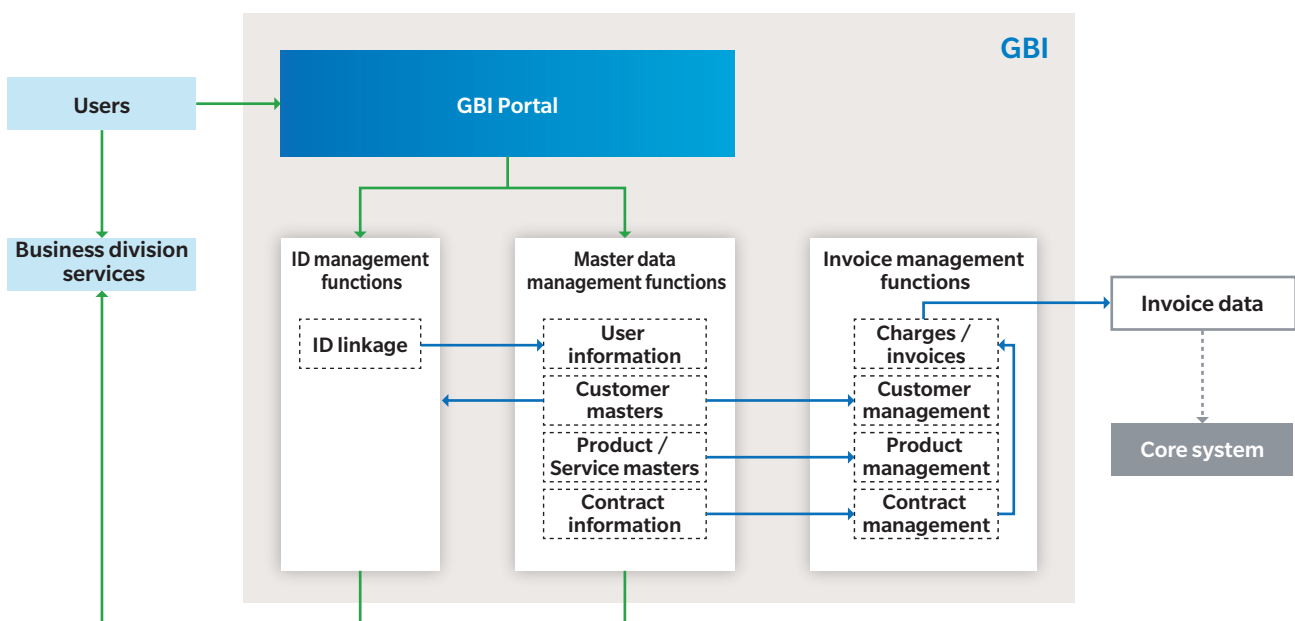 GBI
Users
GBI Portal
Business division
services
ID management
functions
ID linkage
Master data
management functions
User
information
Customer
masters
Product /
Service masters
Contract
information
Invoice management
functions
Charges /
invoices
Customer
management
Product
management
Contract
management
Invoice data
Core system